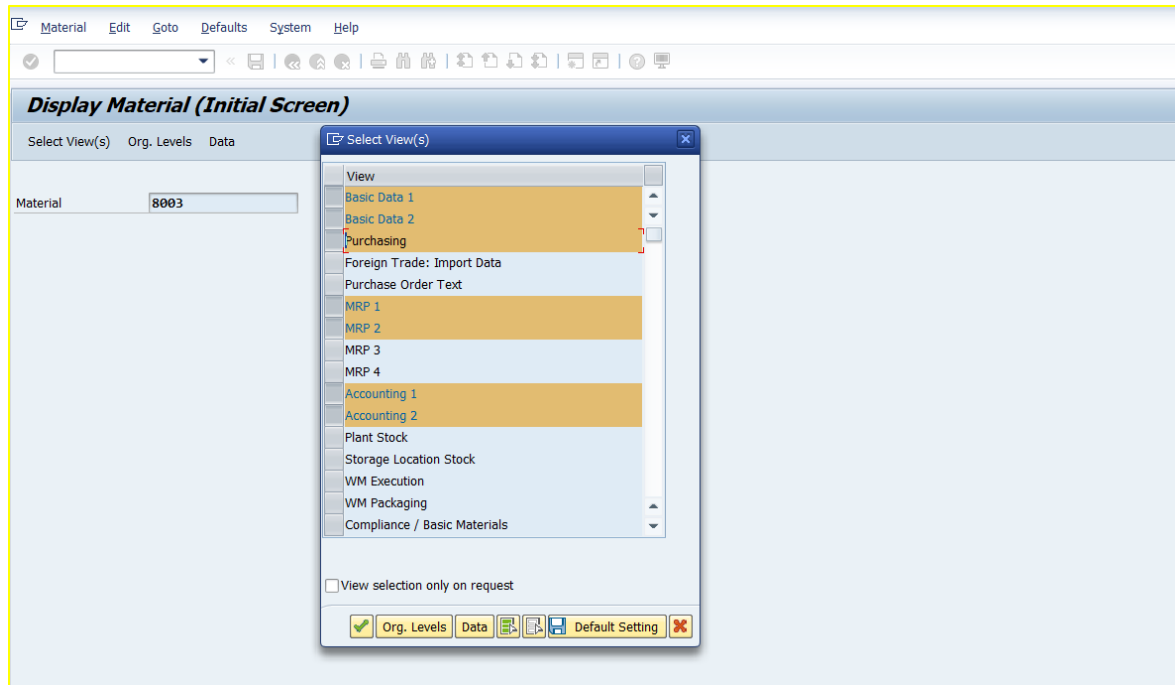 Material Edit Goto Defaults System Help
Display Material (Initial Screen)
Select View(s) Org. Levels Data
Material 8003
Select View(s)
View
Basic Data 1
Basic Data 2
Purchasing
Foreign Trade: Import Data
Purchase Order Text
MRP 1
MRP 2
MRP 3
MRP 4
Accounting 1
Accounting 2
Plant Stock
Storage Location Stock
WM Execution
WM Packaging
Compliance / Basic Materials
View selection only on request
Org. Levels Data Default Setting